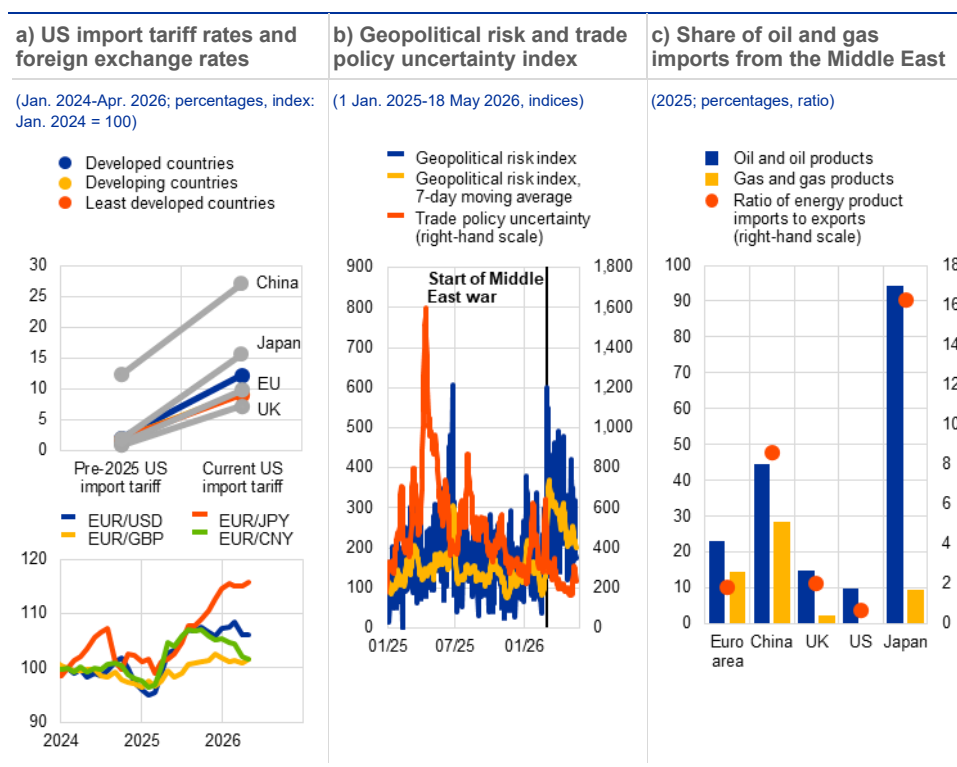 a) US import tariff rates and
foreign exchange rates
(Jan. 2024-Apr. 2026; percentages, index:
Jan. 2024 = 100)
Developed countries
Developing countries
Least developed countries
30
25
20
15
10
5
0
China
Japan
EU
UK
Pre-2025 US
import tariff
Current US
import tariff
EUR/USD
EUR/JPY
EUR/GBP
EUR/CNY
120
110
100
90
2024
2025
2026
b) Geopolitical risk and trade
policy uncertainty index
(1 Jan. 2025-18 May 2026, indices)
Geopolitical risk index
Geopolitical risk index,
7-day moving average
Trade policy uncertainty
(right-hand scale)
900
800
700
600
500
400
300
200
100
0
Start of Middle
East war
1,800
1,600
1,400
1,200
1,000
800
600
400
200
0
01/25
07/25
01/26
c) Share of oil and gas
imports from the Middle East
(2025; percentages, ratio)
Oil and oil products
Gas and gas products
Ratio of energy product
imports to exports
(right-hand scale)
100
90
80
70
60
50
40
30
20
10
0
18
16
14
12
10
8
6
4
2
0
Euro
area
China
UK
US
Japan